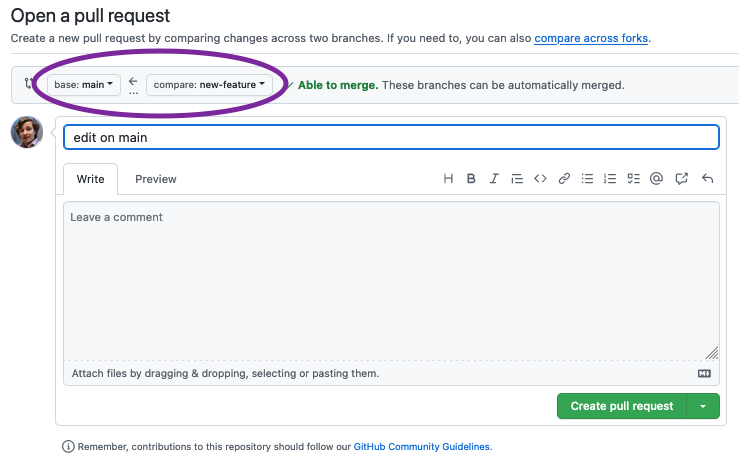 Open a pull request
Create a new pull request by comparing changes across two branches. If you need to, you can also compare across forks.
base: main ← compare: new-feature ✓ Able to merge. These branches can be automatically merged.
...
edit on main
Write Preview
Leave a comment
Attach files by dragging & dropping, selecting or pasting them.
Create pull request
Remember, contributions to this repository should follow our GitHub Community Guidelines.